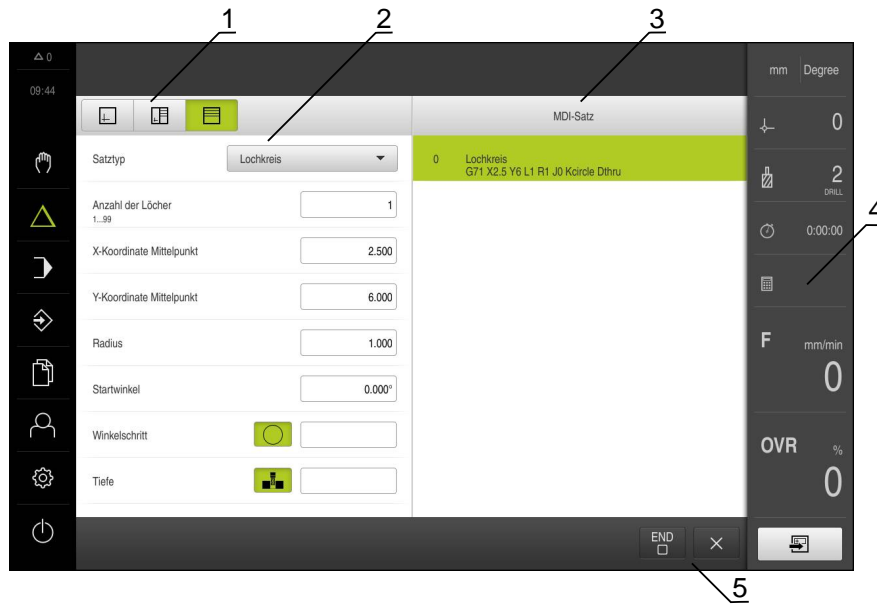 1
2
3
0
09:44
mm Degree
MDI-Satz
0
Satztyp
Lochkreis
0 Lochkreis
G71 X2.5 Y6 L1 R1 J0 Kcircle Dthru
2
DRILL
4
Anzahl der Löcher
1...99
1
0:00:00
X-Koordinate Mittelpunkt
2.500
Y-Koordinate Mittelpunkt
6.000
Radius
1.000
F mm/min
0
Startwinkel
0.000°
Winkelschritt
OVR %
0
Tiefe
END
5